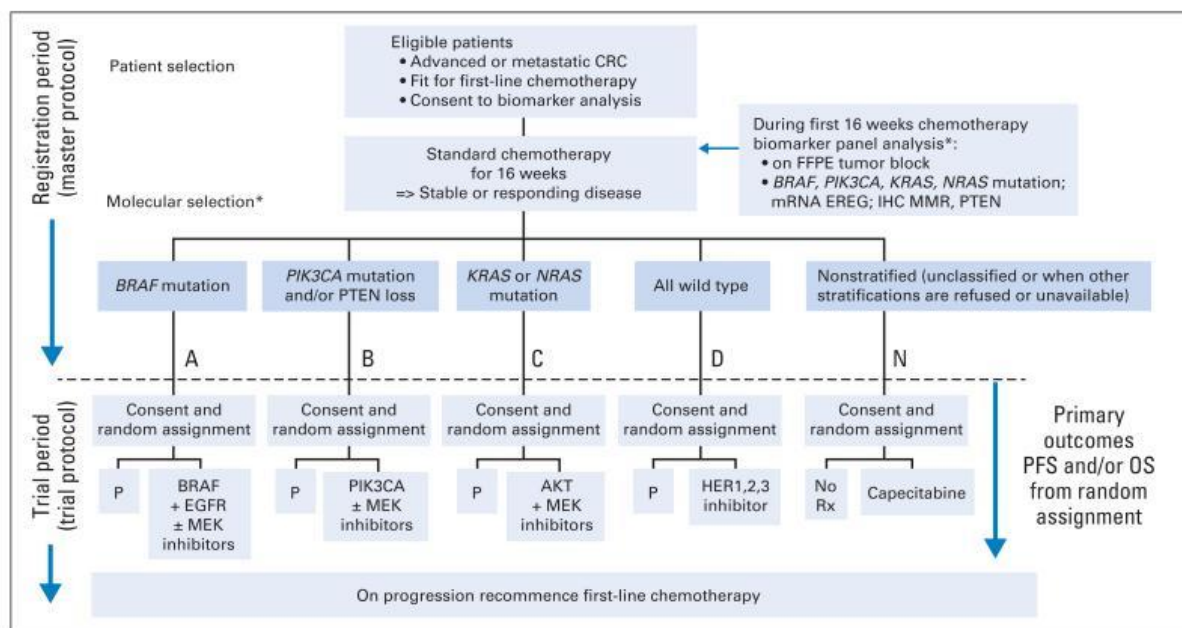 Registration period
(master protocol)
Patient selection
Eligible patients
• Advanced or metastatic CRC
• Fit for first-line chemotherapy
• Consent to biomarker analysis
Standard chemotherapy
for 16 weeks
=> Stable or responding disease
During first 16 weeks chemotherapy
biomarker panel analysis*:
• on FFPE tumor block
• BRAF, PIK3CA, KRAS, NRAS mutation;
mRNA EREG; IHC MMR, PTEN
Molecular selection*
BRAF mutation
PIK3CA mutation
and/or PTEN loss
KRAS or NRAS
mutation
All wild type
Nonstratified (unclassified or when other
stratifications are refused or unavailable)
A
B
C
D
N
Trial period
(trial protocol)
Consent and
random assignment
P
BRAF
+ EGFR
± MEK
inhibitors
Consent and
random assignment
P
PIK3CA
± MEK
inhibitors
Consent and
random assignment
P
AKT
+ MEK
inhibitors
Consent and
random assignment
P
HER1,2,3
inhibitor
Consent and
random assignment
No
Rx
Capecitabine
Primary
outcomes
PFS and/or OS
from random
assignment
On progression recommence first-line chemotherapy